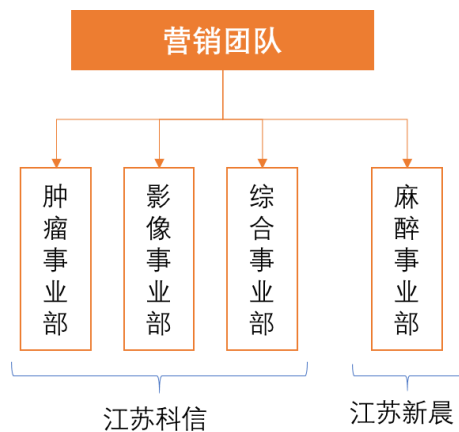 营销团队
肿瘤事业部
影像事业部
综合事业部
麻醉事业部
江苏科信
江苏新晨